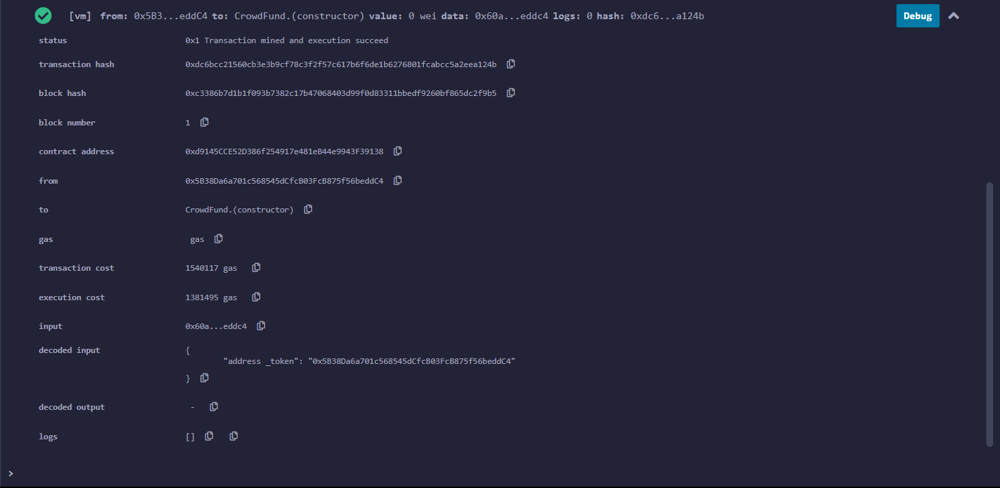 [vm] from: 0x5B3...eddC4 to: CrowdFund.(constructor) value: 0 wei data: 0x60a...eddc4 logs: 0 hash: 0xdc6...a124b Debug
status 0x1 Transaction mined and execution succeed
transaction hash 0xdc6bcc21560cb3e3b9cf78c3f2f57c617b6f6de1b6276801fcabcc5a2eea124b
block hash 0xc3386b7d1b1f093b7382c17b47068403d99f0d83311bbedf9260bf865dc2f9b5
block number 1
contract address 0xd9145CCE52D386f254917e481eB44e9943F39138
from 0x5B38Da6a701c568545dCfcB03FcB875f56beddC4
to CrowdFund.(constructor)
gas gas
transaction cost 1540117 gas
execution cost 1381495 gas
input 0x60a...eddc4
decoded input {
"address _token": "0x5B38Da6a701c568545dCfcB03FcB875f56beddC4"
}
decoded output -
logs []
>